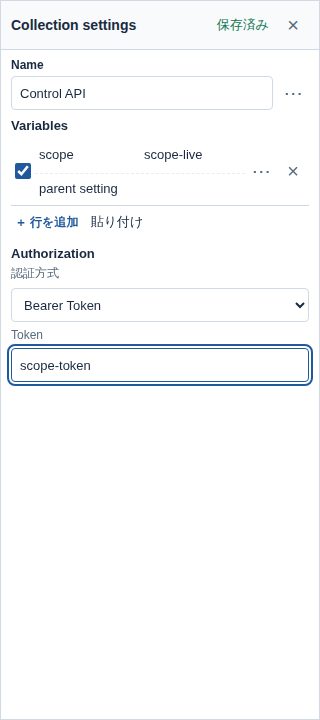 Collection settings 保存済み ×
Name
Control API ···
Variables
scope scope-live
··· ×
parent setting
+ 行を追加 貼り付け
Authorization
認証方式
Bearer Token
Token
scope-token